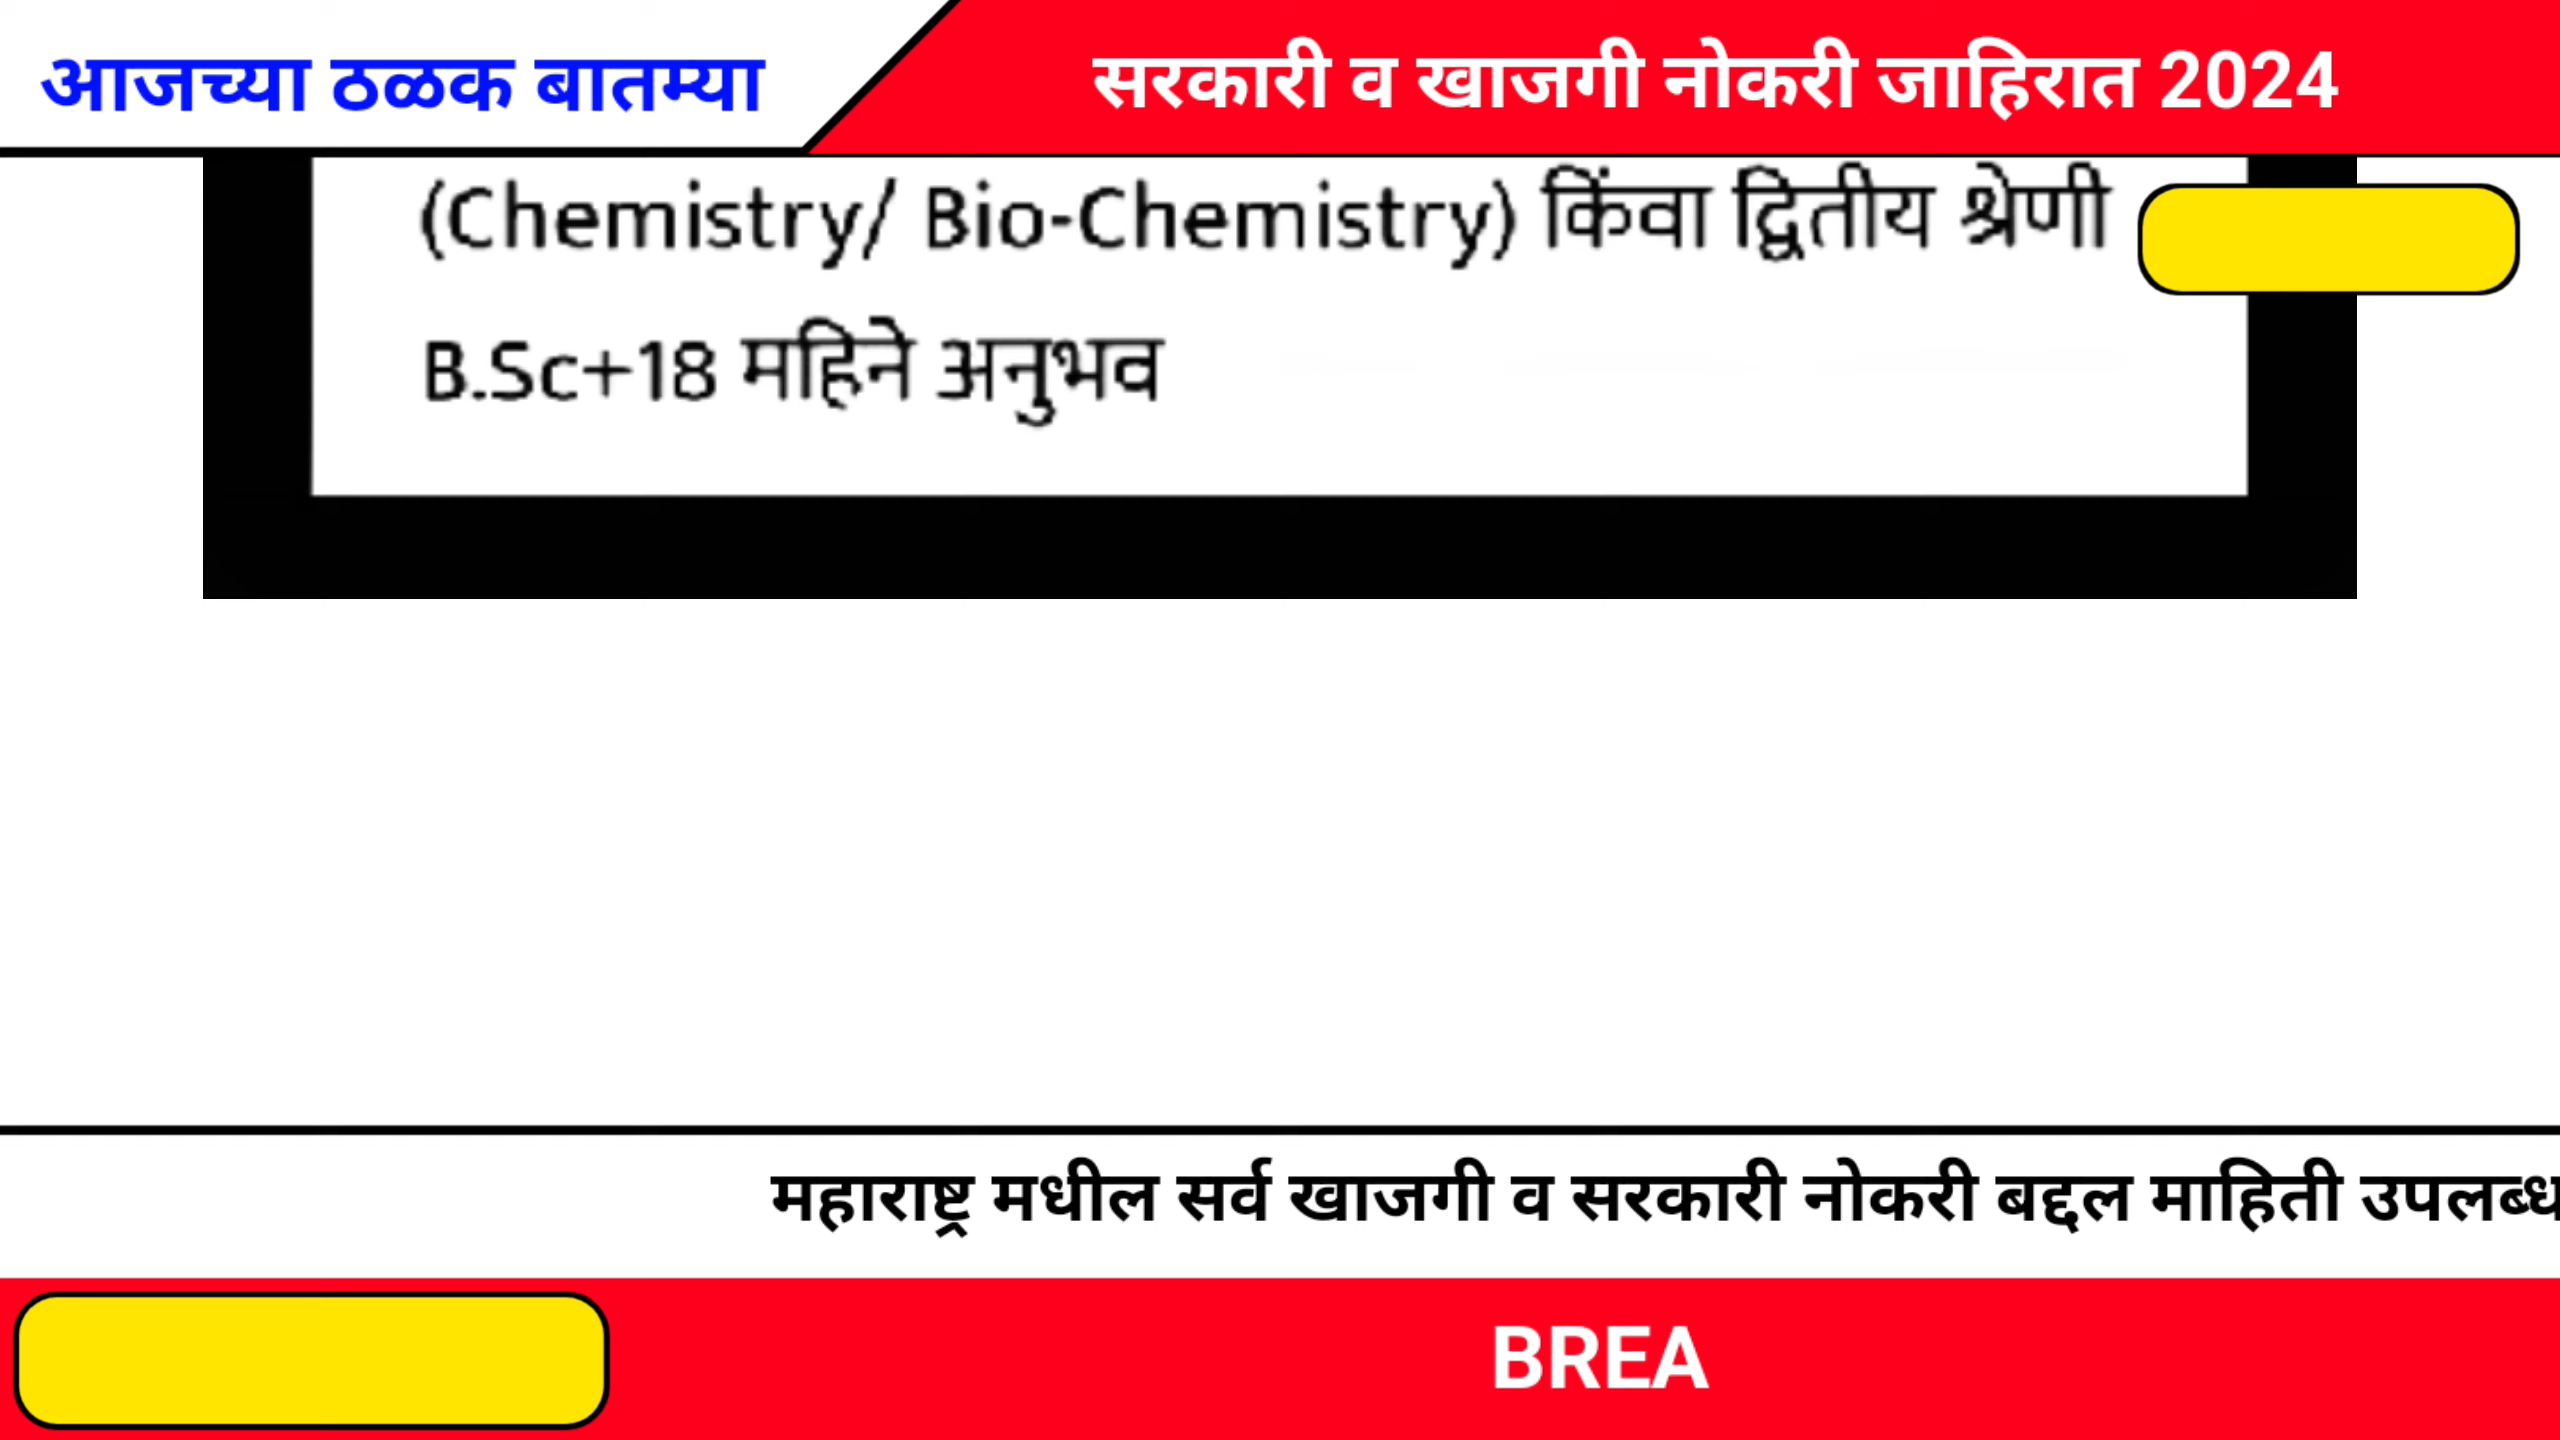 आजच्या ठळक बातम्या
सरकारी व खाजगी नोकरी जाहिरात 2024
(Chemistry/ Bio-Chemistry) किंवा द्वितीय श्रेणी
B.Sc+18 महिने अनुभव
महाराष्ट्र मधील सर्व खाजगी व सरकारी नोकरी बद्दल माहिती उपलब्ध
BREA